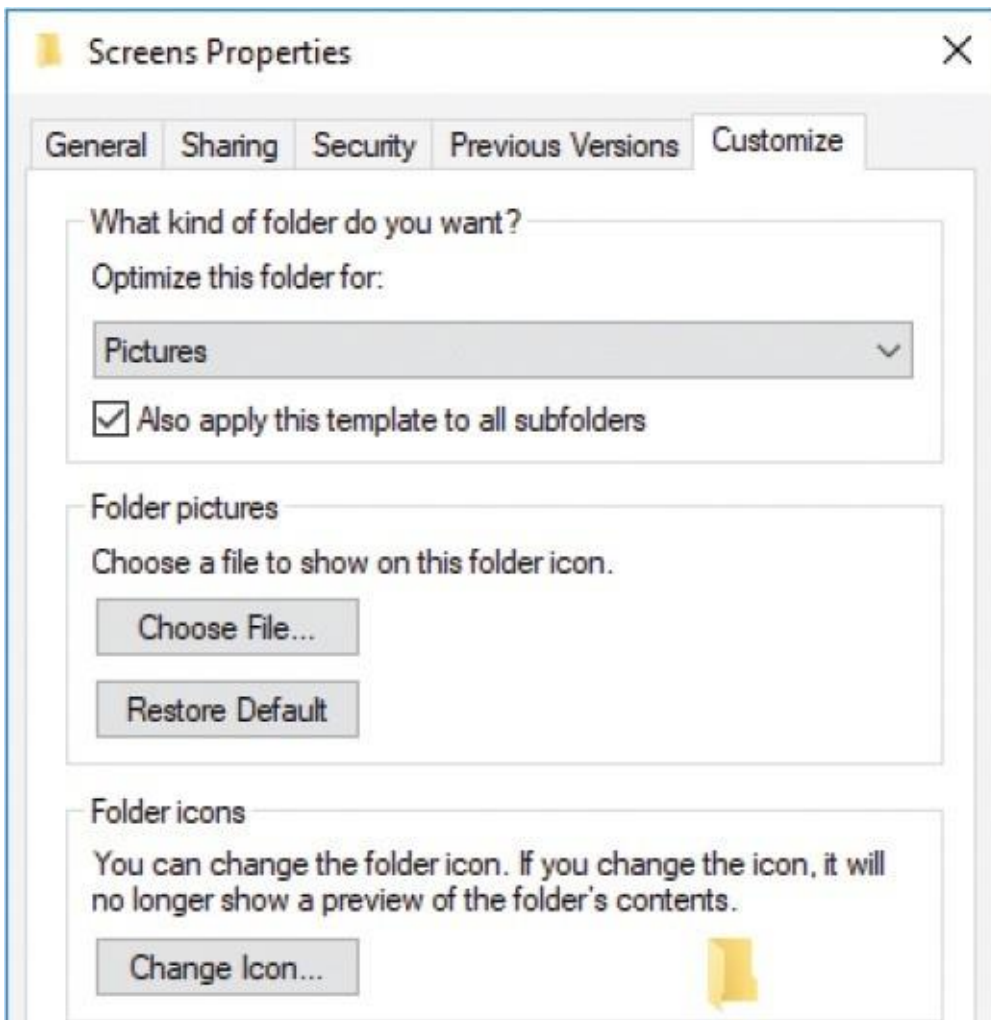 Screens Properties
General Sharing Security Previous Versions Customize
What kind of folder do you want?
Optimize this folder for:
Pictures
Also apply this template to all subfolders
Folder pictures
Choose a file to show on this folder icon.
Choose File...
Restore Default
Folder icons
You can change the folder icon. If you change the icon, it will
no longer show a preview of the folder's contents.
Change Icon...